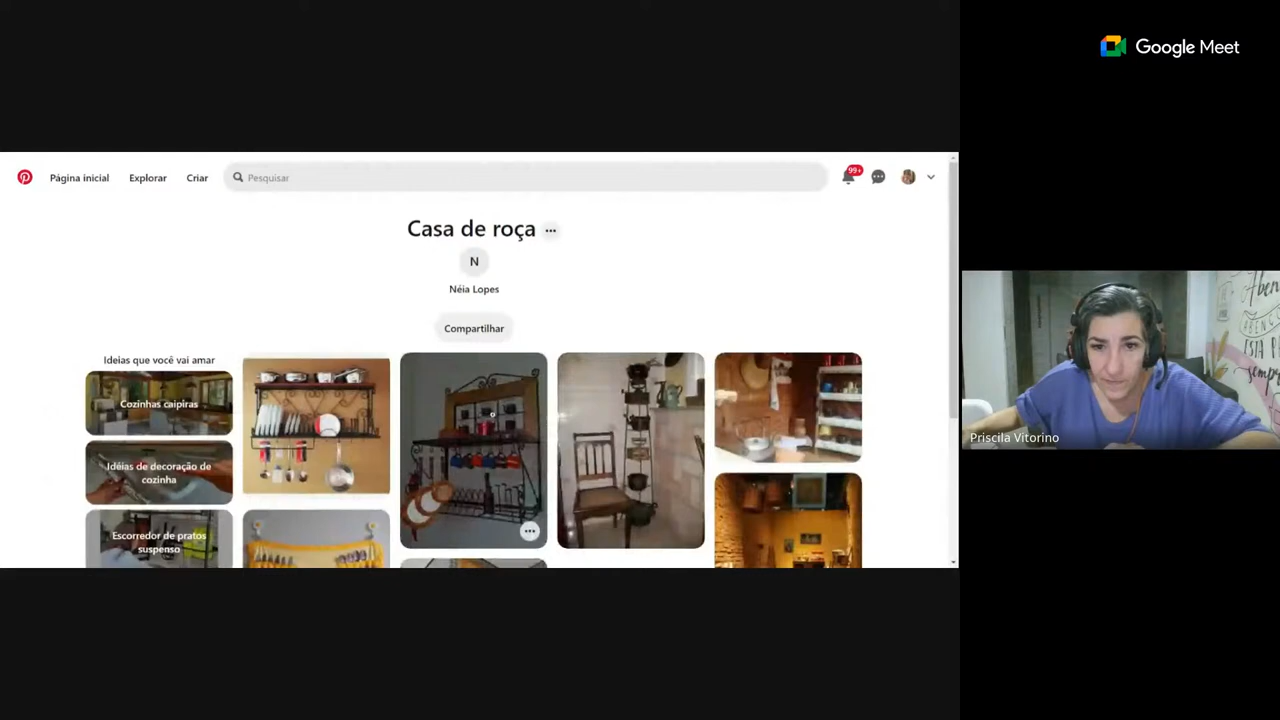 Google Meet
Página inicial
Explorar
Criar
Pesquisar
99+
Casa de roça
N
Néia Lopes
Compartilhar
Ideias que você vai amar
Cozinhas caipiras
Idéias de decoração de
cozinha
Escorredor de pratos
suspenso
Priscila Vitorino